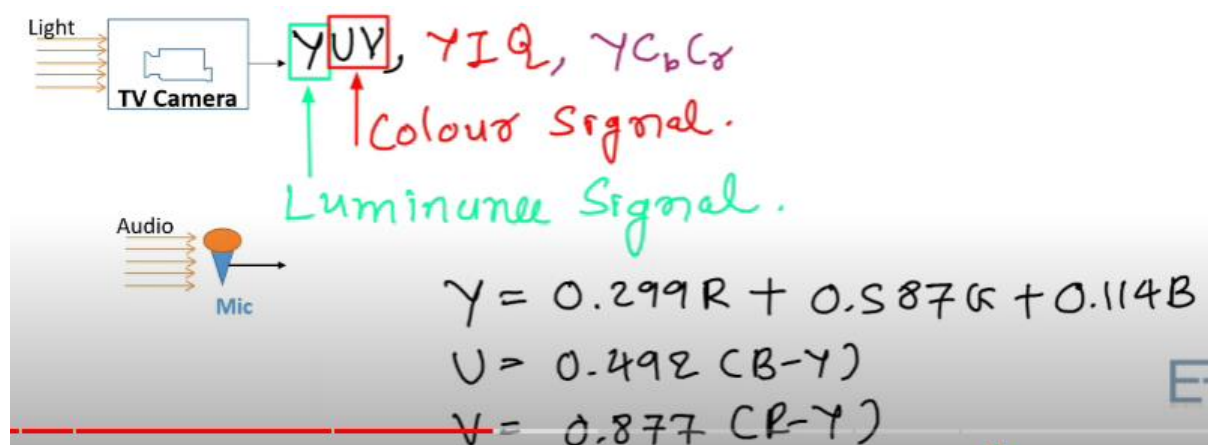 Light
TV Camera
YUV, YIQ, YCbCr
Colour Signal.
Luminance Signal.
Audio
Mic
Y = 0.299R + 0.587G + 0.114B
U = 0.492 (B-Y)
V = 0.877 (R-Y)